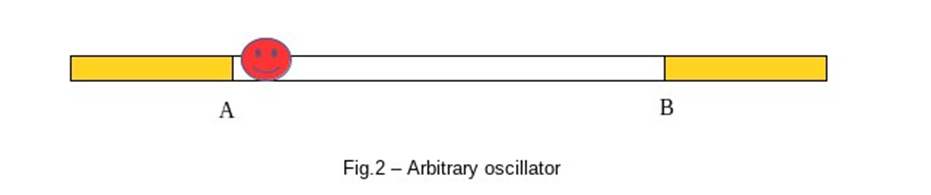 A
B
Fig.2 – Arbitrary oscillator